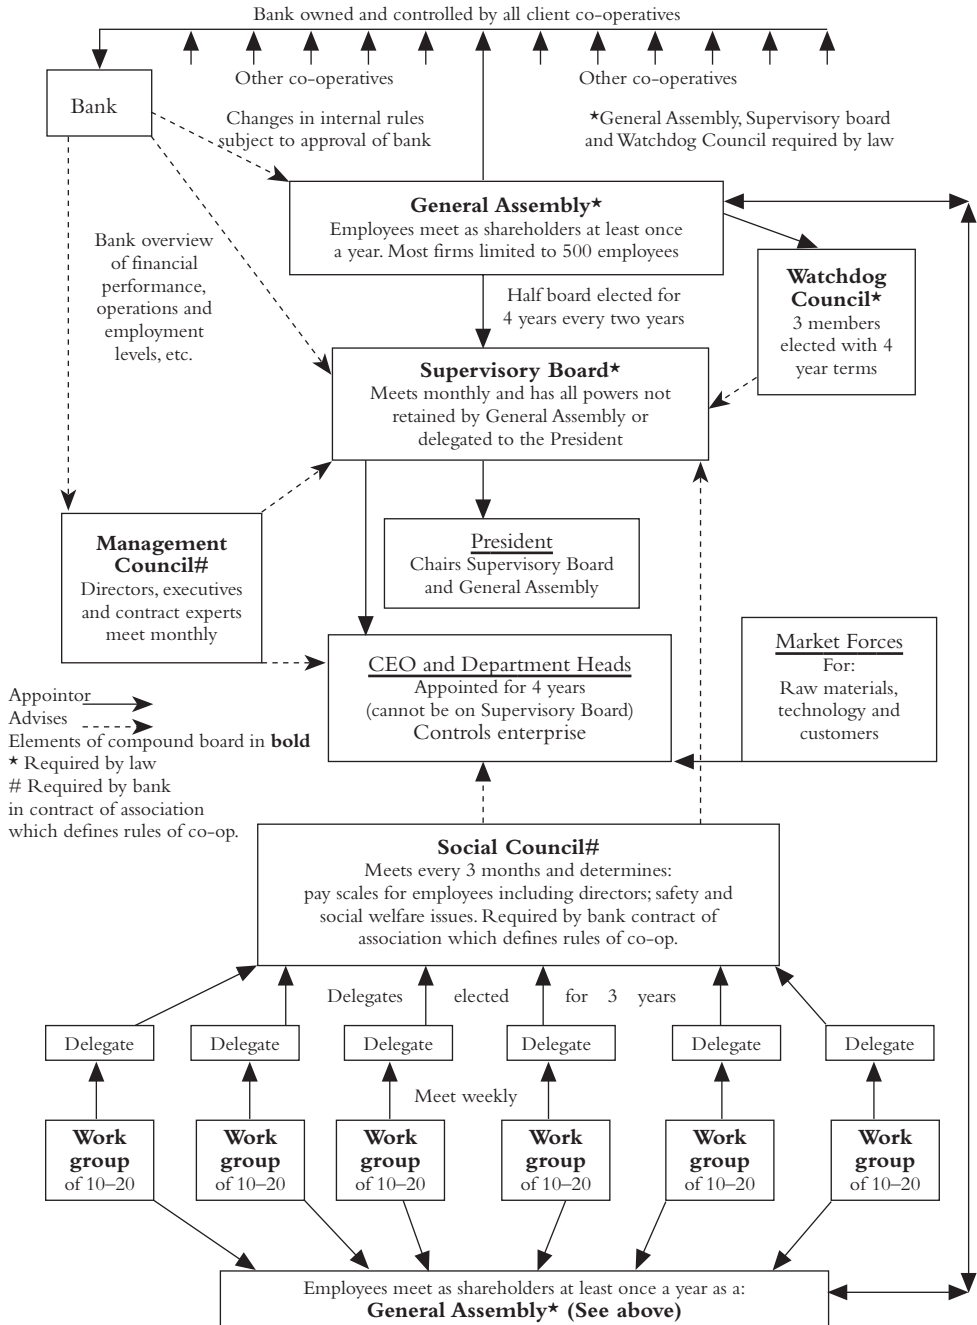 Bank owned and controlled by all client co-operatives
Other co-operatives
Other co-operatives
Bank
Changes in internal rules
subject to approval of bank
★General Assembly, Supervisory board
and Watchdog Council required by law
General Assembly★
Employees meet as shareholders at least once
a year. Most firms limited to 500 employees
Bank overview
of financial
performance,
operations and
employment
levels, etc.
Half board elected for
4 years every two years
Watchdog
Council★
3 members
elected with 4
year terms
Supervisory Board★
Meets monthly and has all powers not
retained by General Assembly or
delegated to the President
Management
Council#
Directors, executives
and contract experts
meet monthly
President
Chairs Supervisory Board
and General Assembly
CEO and Department Heads
Appointed for 4 years
(cannot be on Supervisory Board)
Controls enterprise
Market Forces
For:
Raw materials,
technology and
customers
Appointor
Advises
Elements of compound board in bold
★ Required by law
# Required by bank
in contract of association
which defines rules of co-op.
Social Council#
Meets every 3 months and determines:
pay scales for employees including directors; safety and
social welfare issues. Required by bank contract of
association which defines rules of co-op.
Delegates elected for 3 years
Delegate
Delegate
Delegate
Delegate
Delegate
Delegate
Meet weekly
Work
group
of 10–20
Work
group
of 10–20
Work
group
of 10–20
Work
group
of 10–20
Work
group
of 10–20
Work
group
of 10–20
Employees meet as shareholders at least once a year as a:
General Assembly★ (See above)